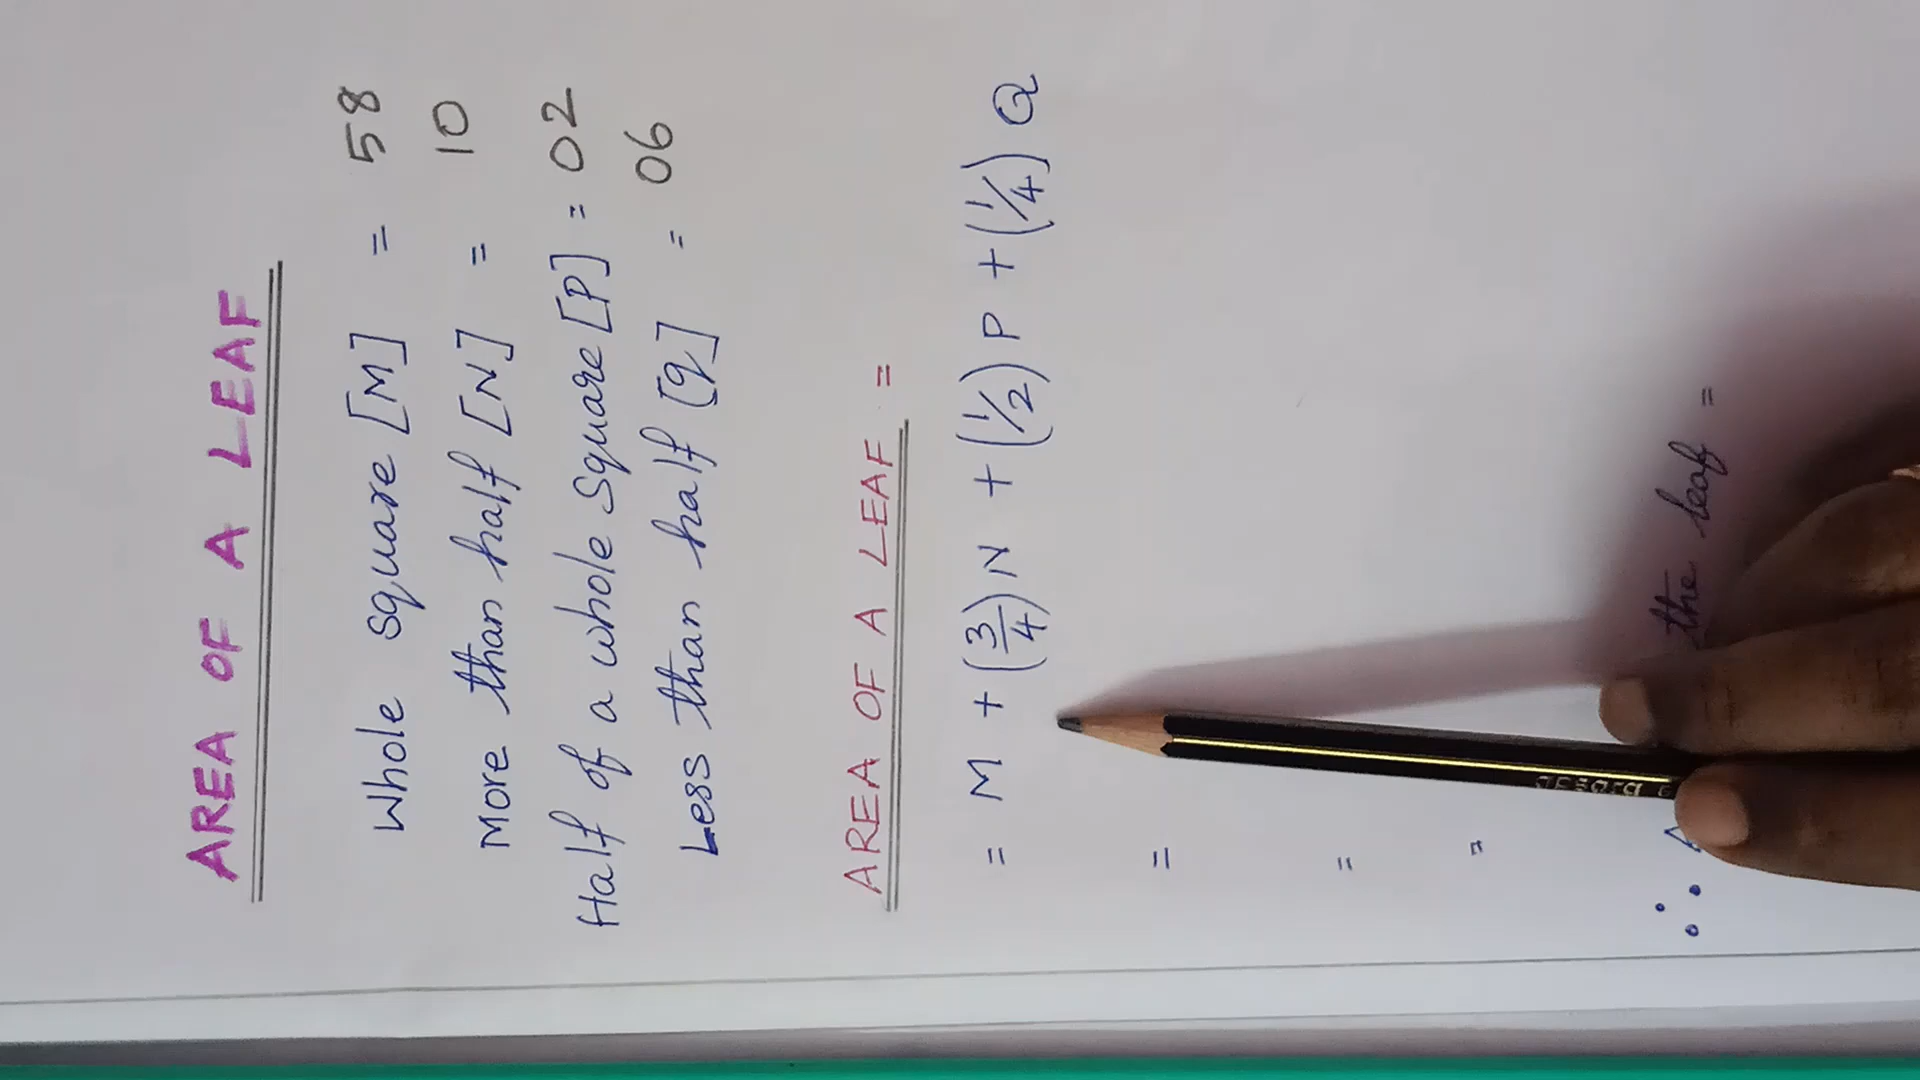 AREA OF A LEAF
Whole square [M] = 58
More than half [N] = 10
Half of a whole square [P] = 02
Less than half [q] = 06
AREA OF A LEAF =
= M + (3/4) N + (1/2) P + (1/4) Q
=
=
=
∴ the leaf =
apsara